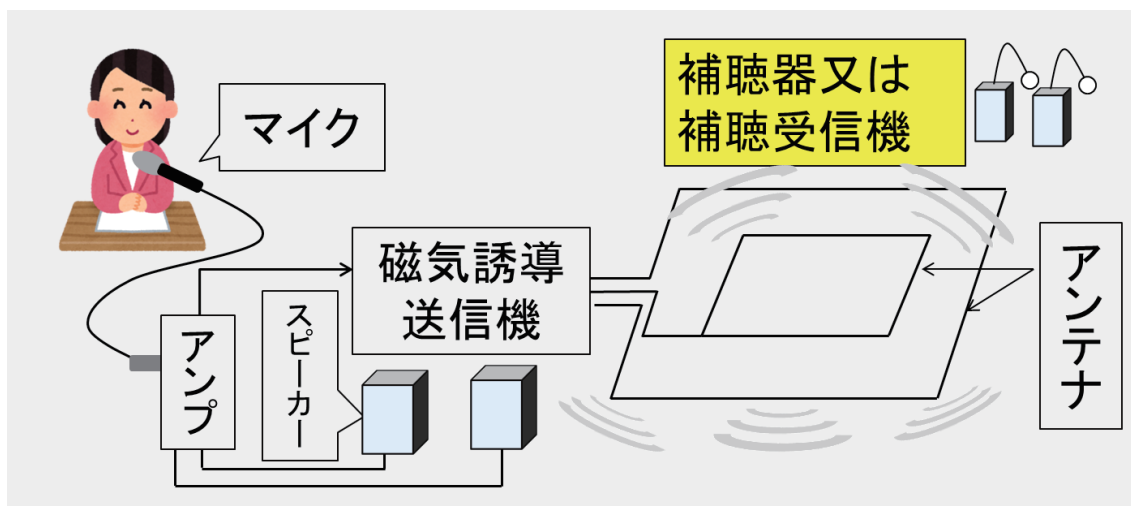 マイク
補聴器又は
補聴受信機
磁気誘導
送信機
スピーカー
アンプ
アンテナ